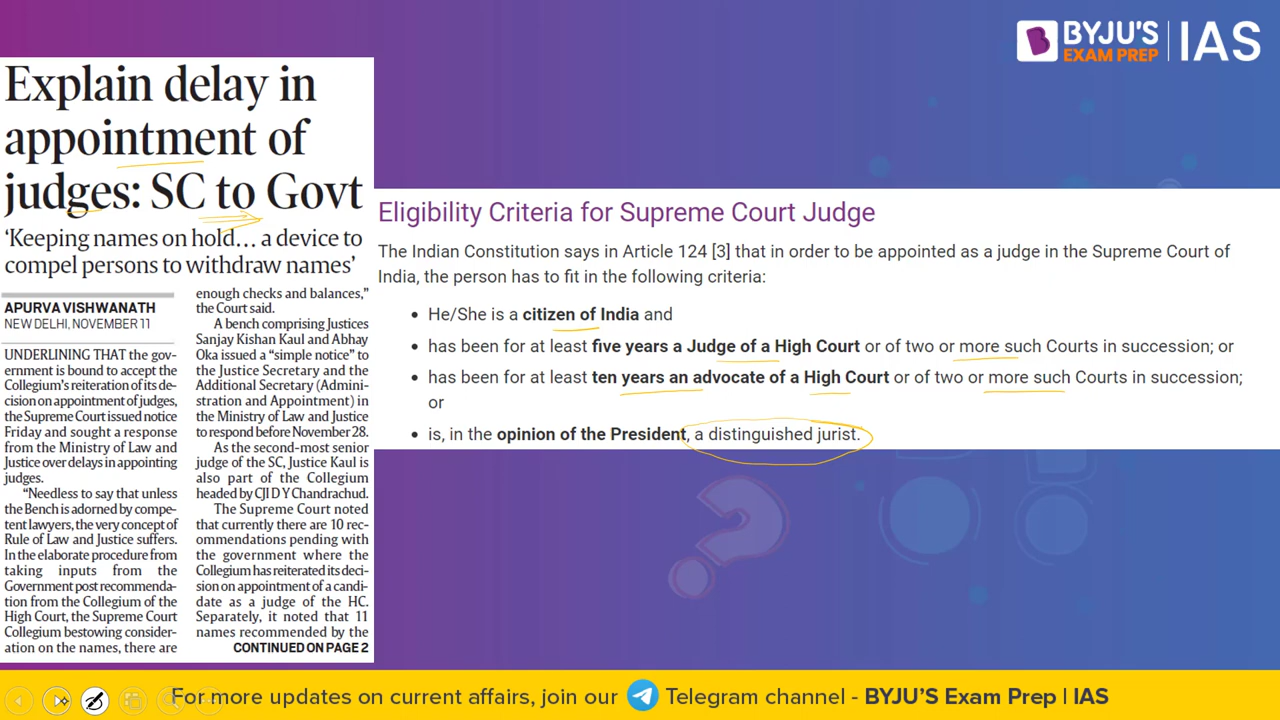 BYJU'S
EXAM PREP
IAS
Explain delay in
appointment of
judges: SC to Govt
‘Keeping names on hold... a device to
compel persons to withdraw names’
APURVA VISHWANATH
NEW DELHI, NOVEMBER 11
UNDERLINING THAT the gov-
ernment is bound to accept the
Collegium’s reiteration of its de-
cision on appointment of judges,
the Supreme Court issued notice
Friday and sought a response
from the Ministry of Law and
Justice over delays in appointing
judges.
“Needless to say that unless
the Bench is adorned by compe-
tent lawyers, the very concept of
Rule of Law and Justice suffers.
In the elaborate procedure from
taking inputs from the
Government post recommenda-
tion from the Collegium of the
High Court, the Supreme Court
Collegium bestowing consider-
ation on the names, there are
enough checks and balances,”
the Court said.
A bench comprising Justices
Sanjay Kishan Kaul and Abhay
Oka issued a “simple notice” to
the Justice Secretary and the
Additional Secretary (Admini-
stration and Appointment) in
the Ministry of Law and Justice
to respond before November 28.
As the second-most senior
judge of the SC, Justice Kaul is
also part of the Collegium
headed by CJI D Y Chandrachud.
The Supreme Court noted
that currently there are 10 rec-
ommendations pending with
the government where the
Collegium has reiterated its deci-
sion on appointment of a candi-
date as a judge of the HC.
Separately, it noted that 11
names recommended by the
CONTINUED ON PAGE 2
Eligibility Criteria for Supreme Court Judge
The Indian Constitution says in Article 124 [3] that in order to be appointed as a judge in the Supreme Court of
India, the person has to fit in the following criteria:
• He/She is a citizen of India and
• has been for at least five years a Judge of a High Court or of two or more such Courts in succession; or
• has been for at least ten years an advocate of a High Court or of two or more such Courts in succession;
or
• is, in the opinion of the President, a distinguished jurist.
For more updates on current affairs, join our Telegram channel - BYJU'S Exam Prep | IAS